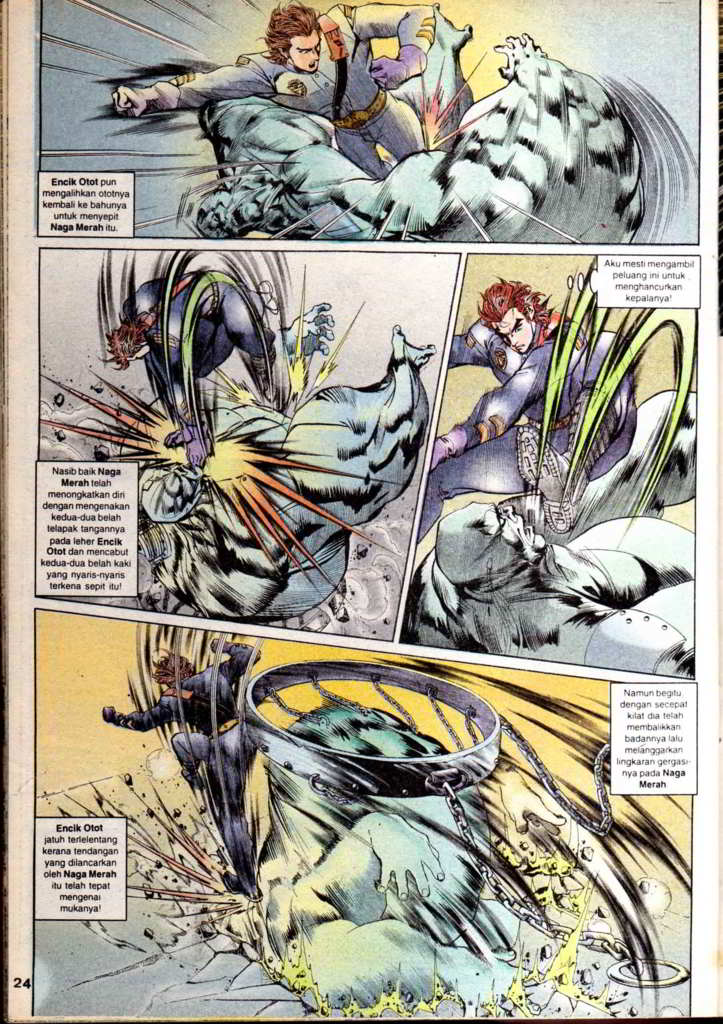 Encik Otot pun
mengalihkan ototnya
kembali ke bahunya
untuk menyepit
Naga Merah itu.
Nasib baik Naga
Merah telah
menongkatkan diri
dengan mengenakan
kedua-dua belah
telapak tangannya
pada leher Encik
Otot dan mencabut
kedua-dua belah kaki
yang nyaris-nyaris
terkena sepit itu!
Aku mesti mengambil
peluang ini untuk
menghancurkan
kepalanya!
Namun begitu,
dengan secepat
kilat dia telah
membalikkan
badannya lalu
melanggarkan
lingkaran gergasi-
nya pada Naga
Merah
Encik Otot
jatuh terlelentang
kerana tendangan
yang dilancarkan
oleh Naga Merah
itu telah tepat
mengenai
mukanya!
24